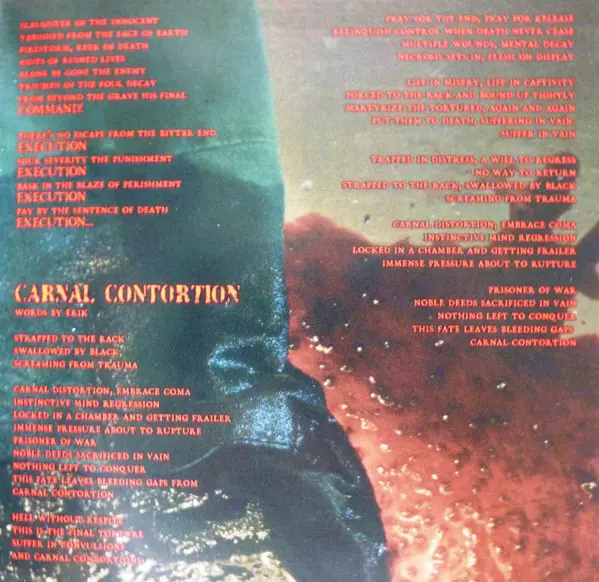 SLAUGHTER OF THE INNOCENT
VANISHED FROM THE FACE OF EARTH
FIRESTORM, REEK OF DEATH
OF RUINED LIVES
BE GONE THE ENEMY
TRIUMPH OF THE FOUL DECAY
FROM BEYOND THE GRAVE HIS FINAL
COMMAND!
THERE'S NO ESCAPE FROM THE BITTER END
EXECUTION
YOUR SEVERITY THE PUNISHMENT
EXECUTION
BASK IN THE BLAZE OF PERISHMENT
EXECUTION
PAY BY THE SENTENCE OF DEATH
EXECUTION...
CARNAL CONTORTION
WORDS BY ERIK
STRAPPED TO THE RACK
SWALLOWED BY BLACK
SCREAMING FROM TRAUMA
CARNAL DISTORTION, EMBRACE COMA
INSTINCTIVE MIND REGRESSION
LOCKED IN A CHAMBER AND GETTING FRAILER
IMMENSE PRESSURE ABOUT TO RUPTURE
PRISONER OF WAR
NOBLE DEEDS SACRIFICED IN VAIN
NOTHING LEFT TO CONQUER
THIS FATE LEAVES BLEEDING GAPS FROM
CARNAL CONTORTION
HELL WITHOUT RESPITE
THIS IS THE FINAL TORTURE
SUFFER IN CONVULSIONS
AND CARNAL CONTORTIONS
PRAY FOR THE END, PRAY FOR RELEASE
RELINQUISH CONTROL WHEN DEATH NEVER CEASE
MULTIPLE WOUNDS, MENTAL DECAY
NECROSIS SETS IN, FLESH ON DISPLAY
LIFE IN MISERY, LIFE IN CAPTIVITY
FORCED TO THE RACK AND BOUND UP TIGHTLY
MARTYRIZE THE TORTURED, AGAIN AND AGAIN
PUT THEM TO DEATH, SUFFERING IN VAIN
SUFFER IN VAIN
TRAPPED IN DISTRESS, A WILL TO REGRESS
NO WAY TO RETURN
STRAPPED TO THE RACK, SWALLOWED BY BLACK
SCREAMING FROM TRAUMA
CARNAL DISTORTION, EMBRACE COMA
INSTINCTIVE MIND REGRESSION
LOCKED IN A CHAMBER AND GETTING FRAILER
IMMENSE PRESSURE ABOUT TO RUPTURE
PRISONER OF WAR
NOBLE DEEDS SACRIFICED IN VAIN
NOTHING LEFT TO CONQUER
THIS FATE LEAVES BLEEDING GAPS
CARNAL CONTORTION